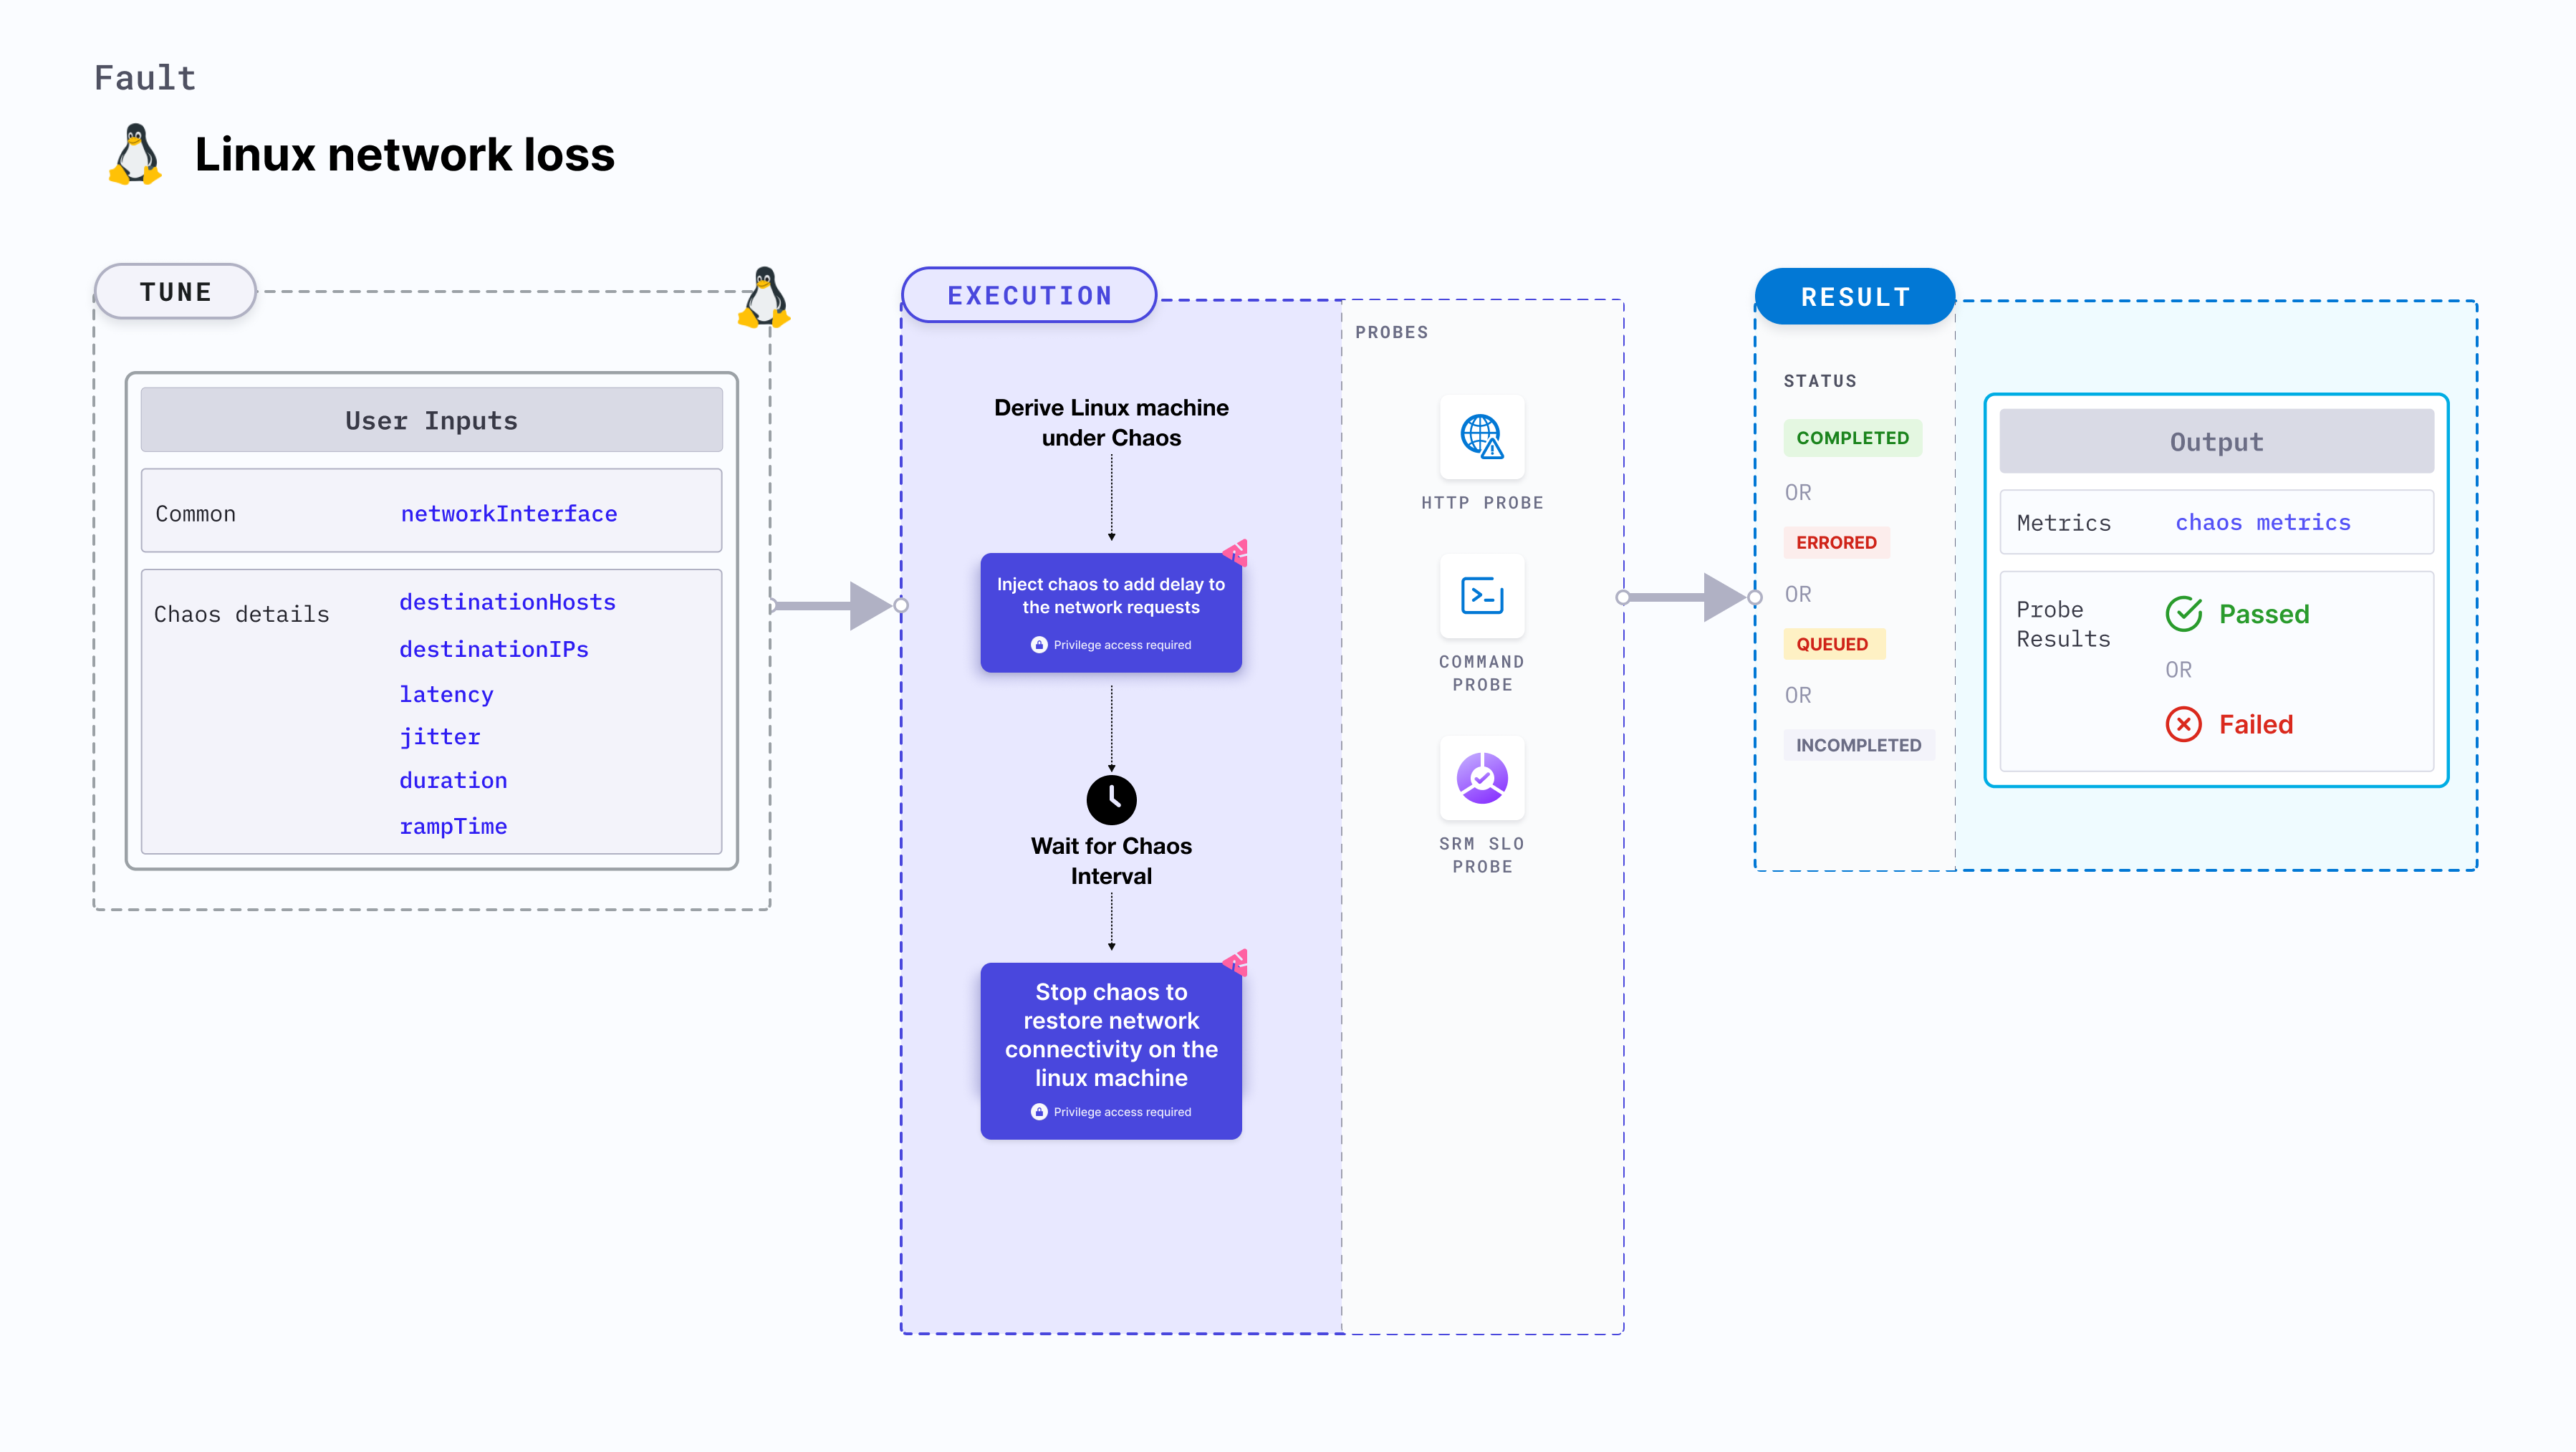 Fault
Linux network loss
TUNE
User Inputs
Common
networkInterface
Chaos details
destinationHosts
destinationIPs
latency
jitter
duration
rampTime
EXECUTION
Derive Linux machine
under Chaos
Inject chaos to add delay to
the network requests
Privilege access required
Wait for Chaos
Interval
Stop chaos to
restore network
connectivity on the
linux machine
Privilege access required
PROBES
HTTP PROBE
COMMAND
PROBE
SRM SLO
PROBE
RESULT
STATUS
COMPLETED
OR
ERRORED
OR
QUEUED
OR
INCOMPLETED
Output
Metrics
chaos metrics
Probe
Results
Passed
OR
Failed